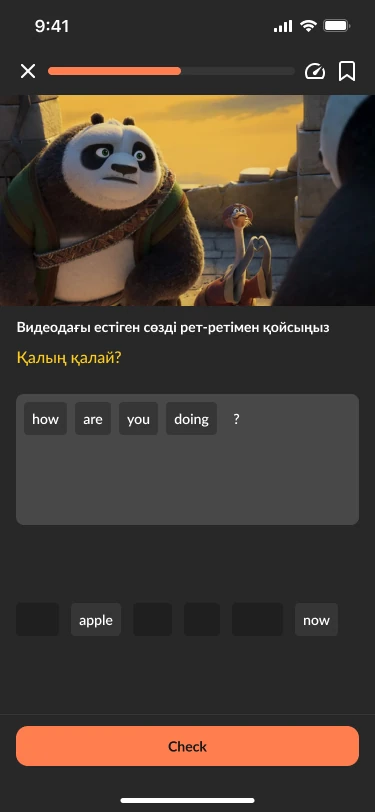 9:41
Видеодағы естіген сөзді рет-ретімен қойсыңыз
Қалың қалай?
how are you doing ?
apple now
Check